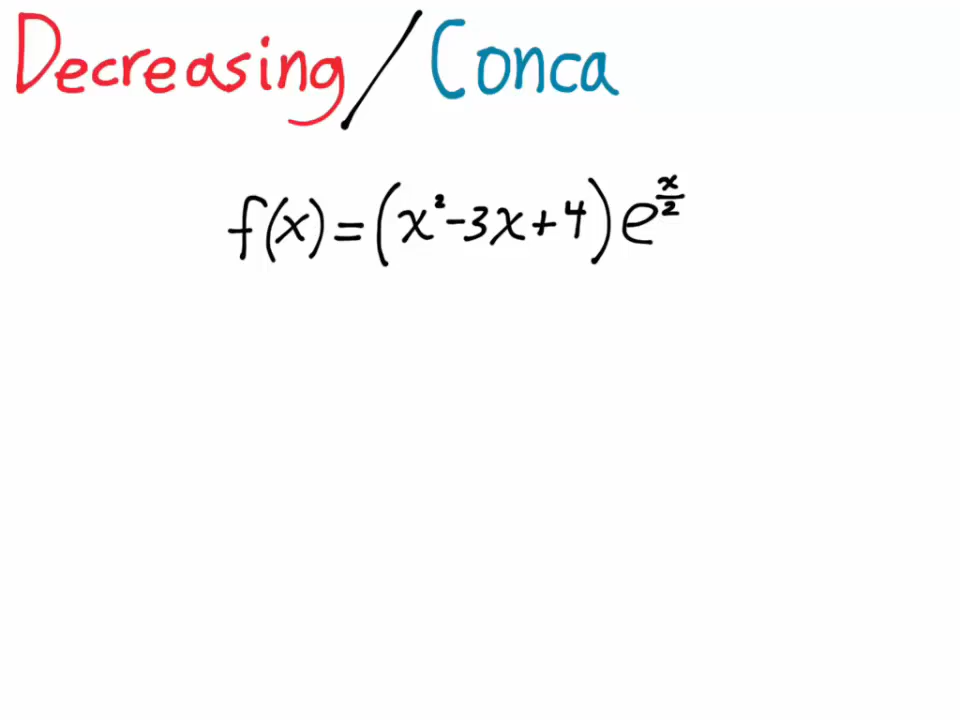 Decreasing / Conca
f(x) = (x² - 3x + 4) e^(x/2)